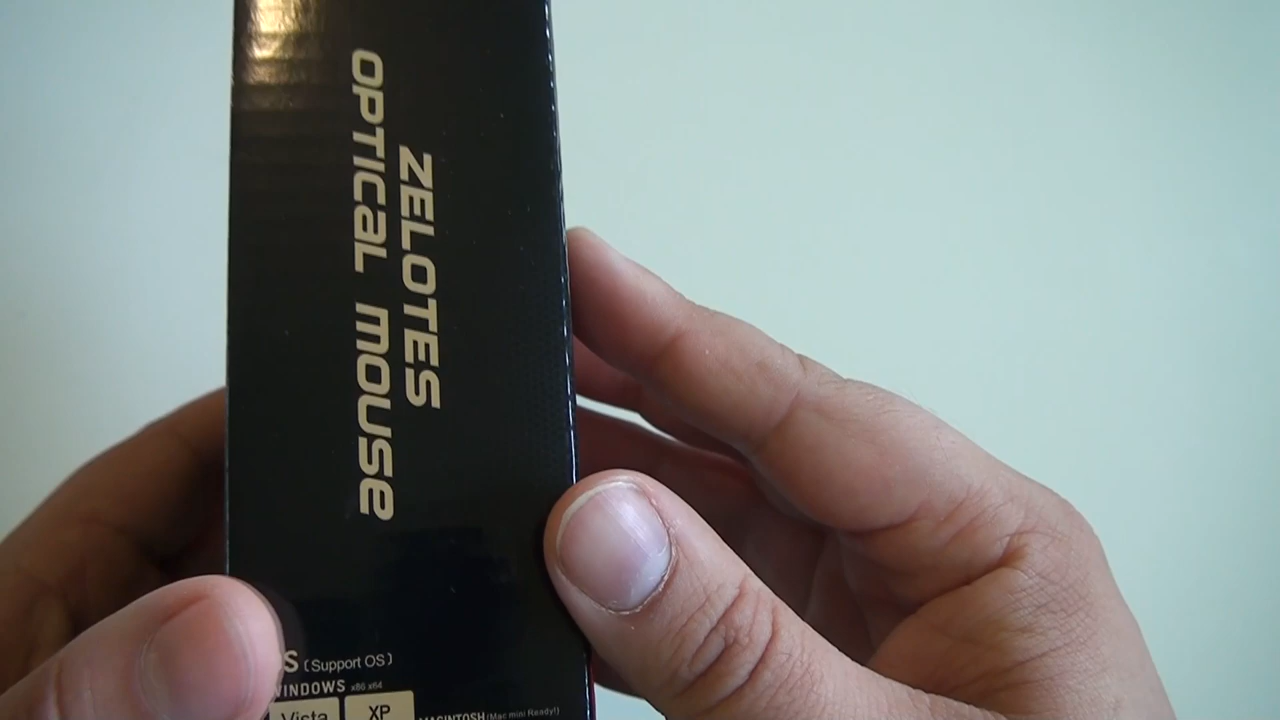 ZELOTES
OPTICAL MOUSE
S (Support OS)
WINDOWS x86 x64
Vista XP
MACINTOSH (Mac mini Ready!)